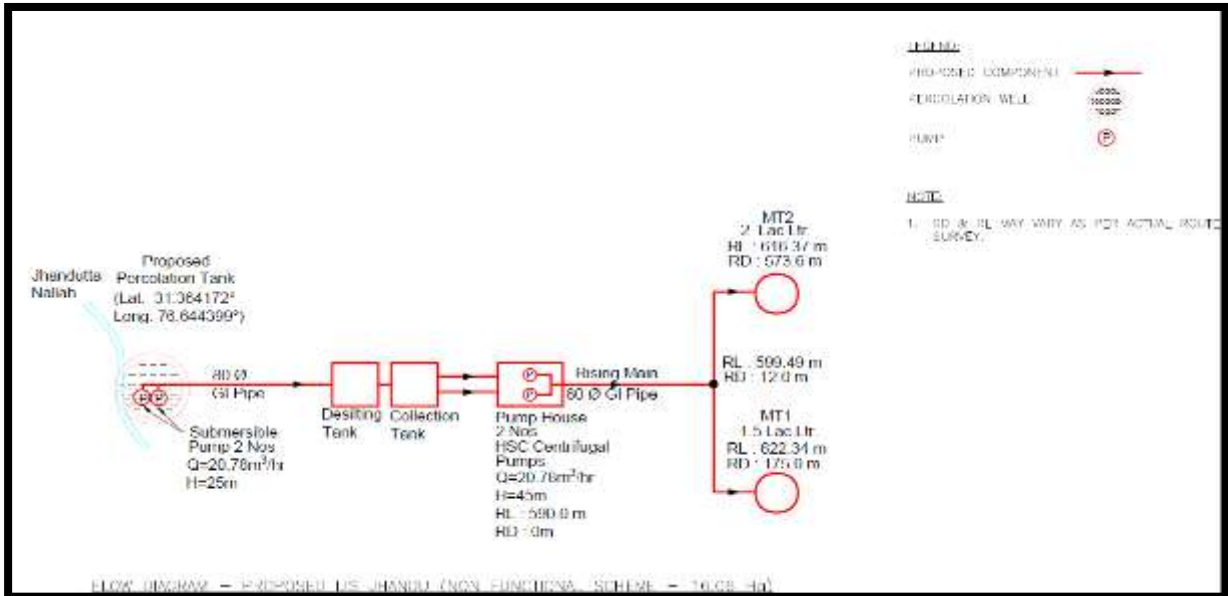 LEGEND:
PROPOSED COMPONENT
PERCOLATION WELL
PUMP
NOTE:
1. RD & RL MAY VARY AS PER ACTUAL ROUTE
SURVEY.
MT2
2 Lac Ltr
RL : 616.37 m
RD : 573.6 m
Jhandutta
Nallah
Proposed
Percolation Tank
(Lat. 31.364172°
Long. 76.644399°)
80 Ø
GI Pipe
Submersible
Pump 2 Nos
Q=20.78m³/hr
H=25m
P
P
Desilting
Tank
Collection
Tank
P
P
Pump House
2 Nos
HSC Centrifugal
Pumps
Q=20.78m³/hr
H=45m
RL : 590.0 m
RD : 0m
Rising Main
80 Ø GI Pipe
RL : 599.49 m
RD : 12.0 m
MT1
1.5 Lac Ltr
RL : 622.34 m
RD : 175.0 m
FLOW DIAGRAM - PROPOSED LIS JHANDU (NON FUNCTIONAL SCHEME - 16.08 Ha)